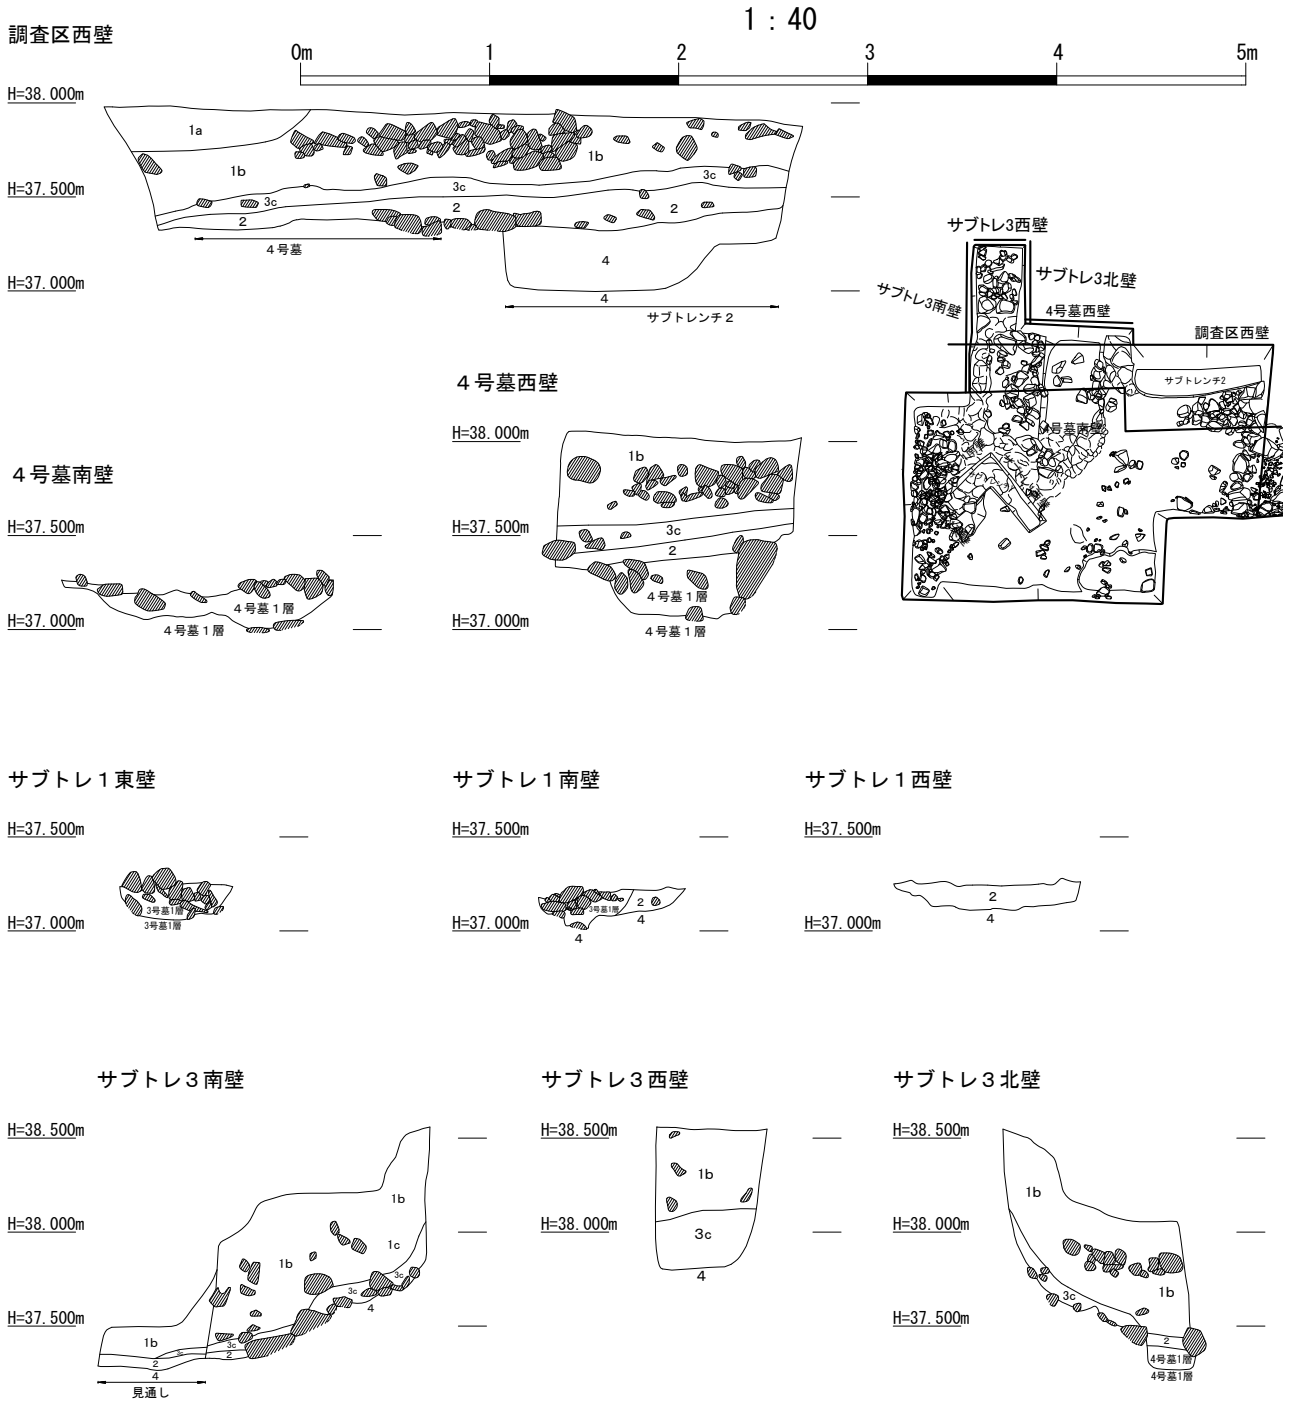 調査区西壁
1：40
0m 1 2 3 4 5m
H=38.000m
1a
1b
1b
3c
3c
H=37.500m
3c
2
2
2
4号墓
4
H=37.000m
4
サブトレンチ2
サブトレ3西壁
サブトレ3北壁
サブトレ3南壁
4号墓西壁
調査区西壁
サブトレンチ2
4号墓南壁
4号墓西壁
H=38.000m
1b
H=37.500m
3c
2
4号墓1層
H=37.000m
4号墓1層
4号墓南壁
H=37.500m
4号墓1層
H=37.000m
4号墓1層
サブトレ1東壁
H=37.500m
3号墓1層
H=37.000m
3号墓1層
サブトレ1南壁
H=37.500m
3号墓1層
2
H=37.000m
4
4
サブトレ1西壁
H=37.500m
2
H=37.000m
4
サブトレ3南壁
H=38.500m
1b
H=38.000m
1c
1b
3c
3c
4
H=37.500m
1b
3c
3c
2
2
4
見通し
サブトレ3西壁
H=38.500m
1b
H=38.000m
3c
4
サブトレ3北壁
H=38.500m
1b
H=38.000m
1b
3c
H=37.500m
2
4号墓1層
4号墓1層